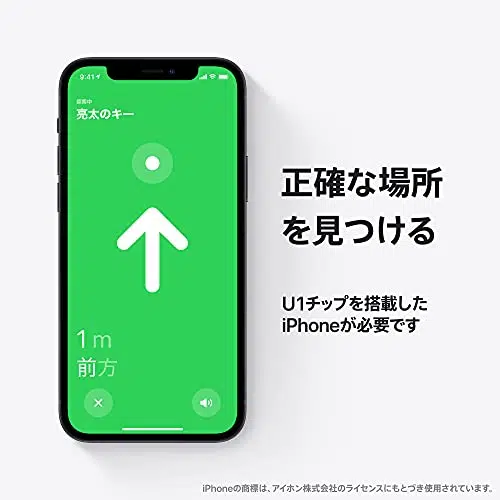 9:41
探索中
亮太のキー
1 m
前方
正確な場所
を見つける
U1チップを搭載した
iPhoneが必要です
iPhoneの商標は、アイホン株式会社のライセンスにもとづき使用されています。